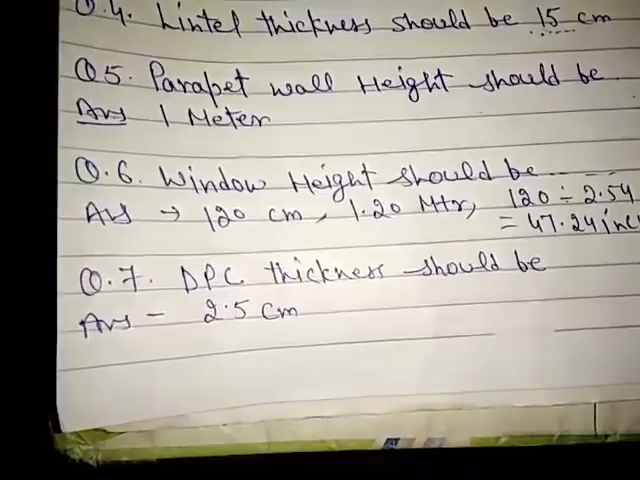 Q.4. Lintel thickness should be 15 cm
Q5. Parapet wall Height should be.
Ans 1 Meter
Q.6. Window Height should be -----
Ans → 120 cm, 1.20 Mtr, 120 ÷ 2.54
= 47.24 inc
Q.7. DPC thickness should be
Ans - 2.5 cm